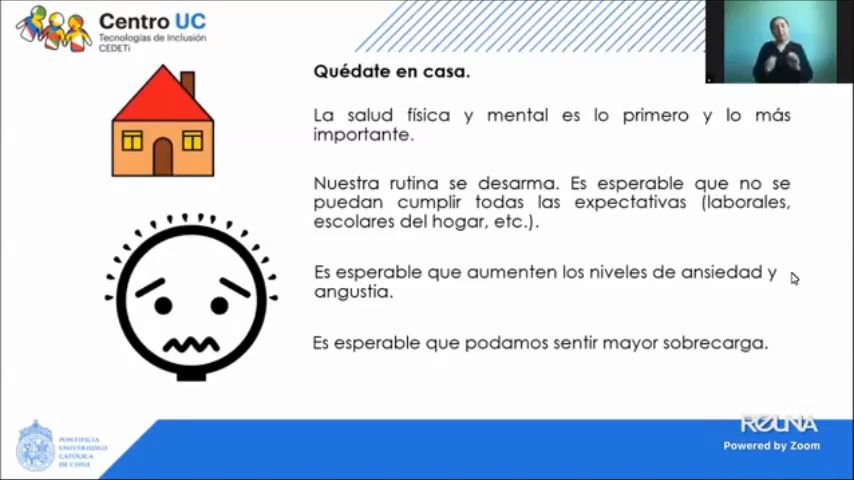 Centro UC
Tecnologías de Inclusión
CEDETi
Quédate en casa.
La salud física y mental es lo primero y lo más
importante.
Nuestra rutina se desarma. Es esperable que no se
puedan cumplir todas las expectativas (laborales,
escolares del hogar, etc.).
Es esperable que aumenten los niveles de ansiedad y
angustia.
Es esperable que podamos sentir mayor sobrecarga.
PONTIFICIA
UNIVERSIDAD
CATÓLICA
DE CHILE
REUNA
Powered by Zoom